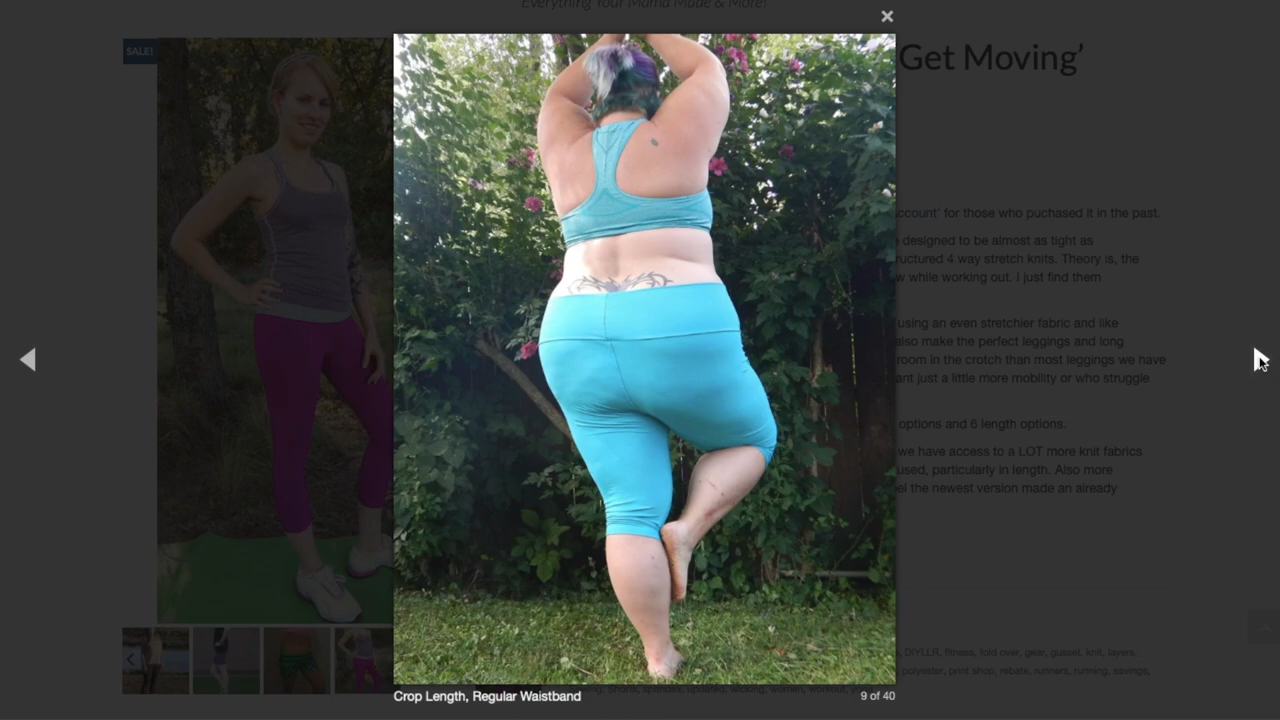 Everything Your Mama Made & More!
×
SALE!
Get Moving’
ccount’ for those who puchased it in the past.
designed to be almost as tight as
ructured 4 way stretch knits. Theory is, the
w while working out. I just find them
using an even stretchier fabric and like
also make the perfect leggings and long
room in the crotch than most leggings we have
ant just a little more mobility or who struggle
options and 6 length options.
we have access to a LOT more knit fabrics
used, particularly in length. Also more
el the newest version made an already
DIYLLR, fitness, fold over, gear, gusset, knit, layers,
polyester, print shop, rebate, runners, running, savings,
shorts, spandex, uplando, wicking, women, workout,
Crop Length, Regular Waistband
9 of 40